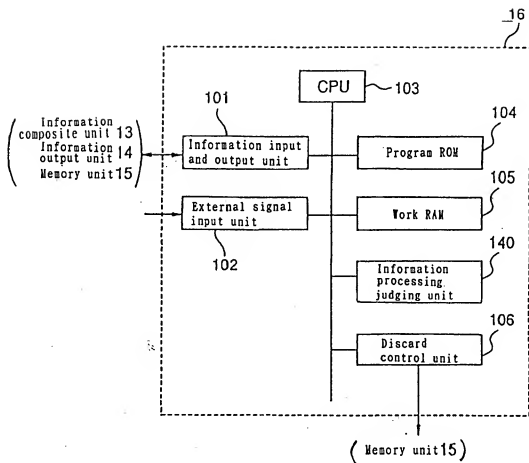 16
CPU
103
101
104
Information
composite unit 13
Information
output unit 14
Memory unit 15
Information input
and output unit
Program ROM
105
External signal
input unit
Work RAM
102
140
Information
processing
judging unit
106
Discard
control unit
(Memory unit 15)